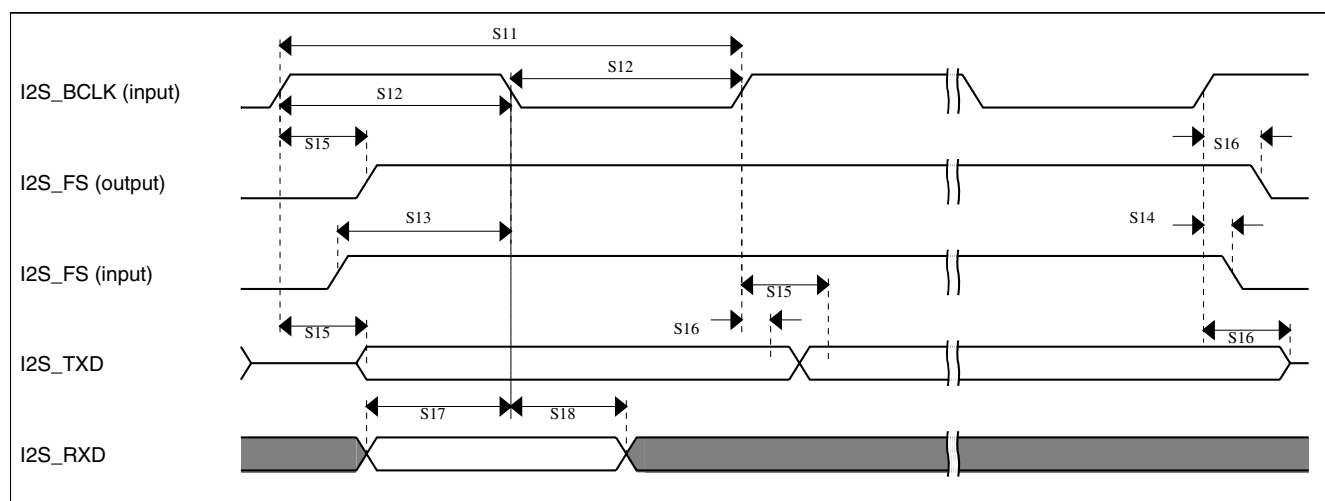 S11
S12
I2S_BCLK (input)
S12
S15
S16
I2S_FS (output)
S13
S14
I2S_FS (input)
S15
S15
S16
S16
I2S_TXD
S17
S18
I2S_RXD